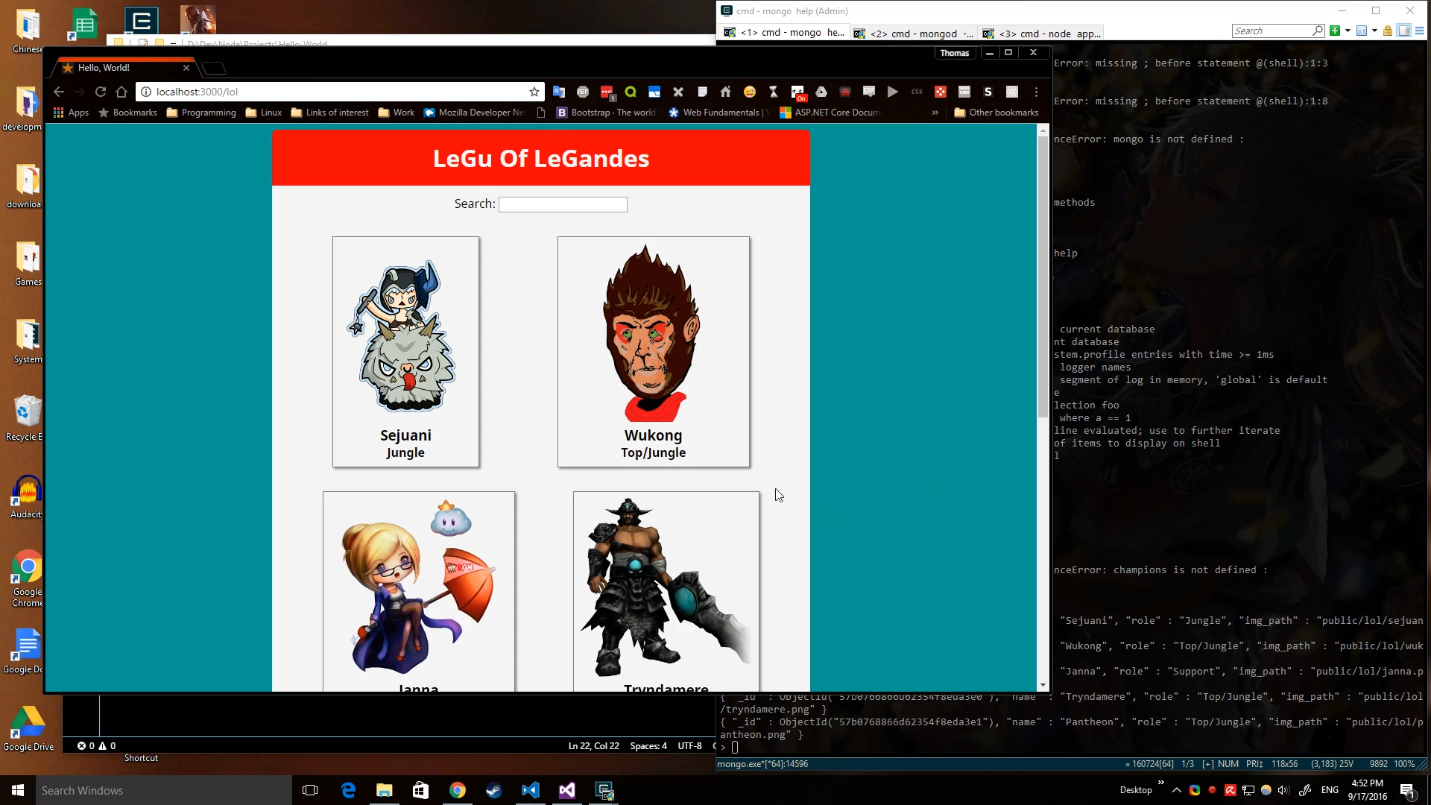 Chinese
developm
downloa
Games
System
Recycle B
Audacit
Google
Chrome
Google Do
Google Drive
Shortcut
D:\Dev\Node\Projects\Hello-World
Thomas
Hello, World!
localhost:3000/lol
Apps Bookmarks Programming Linux Links of interest Work Mozilla Developer Ne Bootstrap · The world Web Fundamentals ASP.NET Core Docum » Other bookmarks
LeGu Of LeGandes
Search:
Sejuani
Jungle
Wukong
Top/Jungle
Janna
Tryndamere
0 0 Ln 22, Col 22 Spaces: 4 UTF-8
cmd - mongo help (Admin)
<1> cmd - mongo he... <2> cmd - mongod -... <3> cmd - node app...
Search
Error: missing ; before statement @(shell):1:3
Error: missing ; before statement @(shell):1:8
nceError: mongo is not defined :
methods
help
current database
nt database
stem.profile entries with time >= 1ms
logger names
segment of log in memory, 'global' is default
e
lection foo
where a == 1
line evaluated; use to further iterate
of items to display on shell
l
nceError: champions is not defined :
"Sejuani", "role" : "Jungle", "img_path" : "public/lol/sejuan
"Wukong", "role" : "Top/Jungle", "img_path" : "public/lol/wuk
"Janna", "role" : "Support", "img_path" : "public/lol/janna.p
{ "_id" : ObjectId("57b0766866d62354f8eda3e0"), "name" : "Tryndamere", "role" : "Top/Jungle", "img_path" : "public/lol
/tryndamere.png" }
{ "_id" : ObjectId("57b0768866d62354f8eda3e1"), "name" : "Pantheon", "role" : "Top/Jungle", "img_path" : "public/lol/p
antheon.png" }
>
mongo.exe*[*64]:14596 « 160724[64] 1/3 [+] NUM PRI↕ 118x56 (3,183) 25V 9892 100%
Search Windows
Desktop » ENG 4:52 PM
9/17/2016